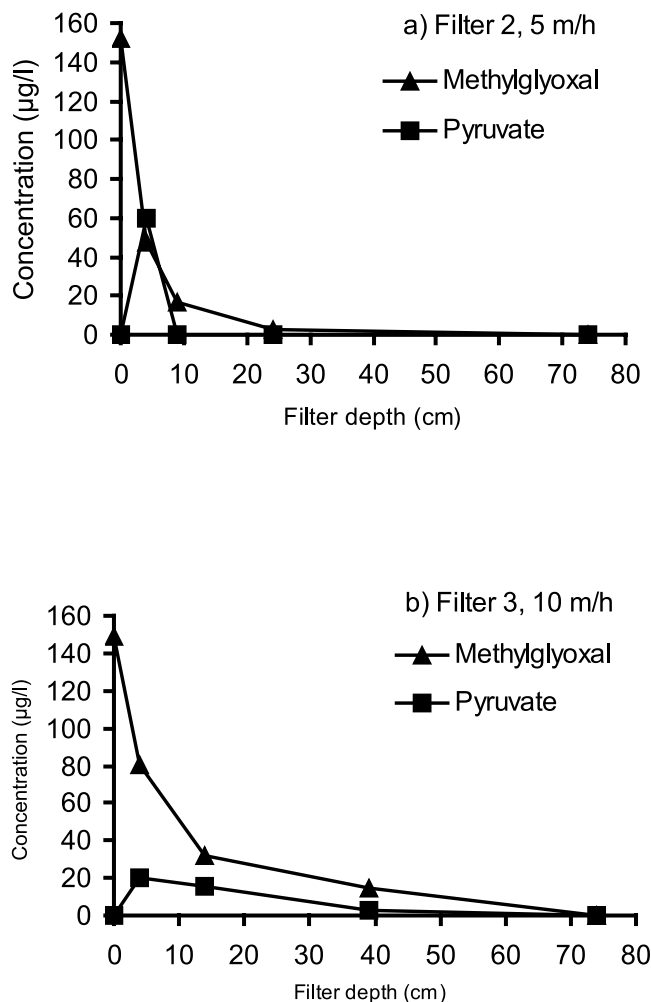 a) Filter 2, 5 m/h
Methylglyoxal
Pyruvate
Concentration (µg/l)
160
140
120
100
80
60
40
20
0
0 10 20 30 40 50 60 70 80
Filter depth (cm)
b) Filter 3, 10 m/h
Methylglyoxal
Pyruvate
Concentration (µg/l)
160
140
120
100
80
60
40
20
0
0 10 20 30 40 50 60 70 80
Filter depth (cm)